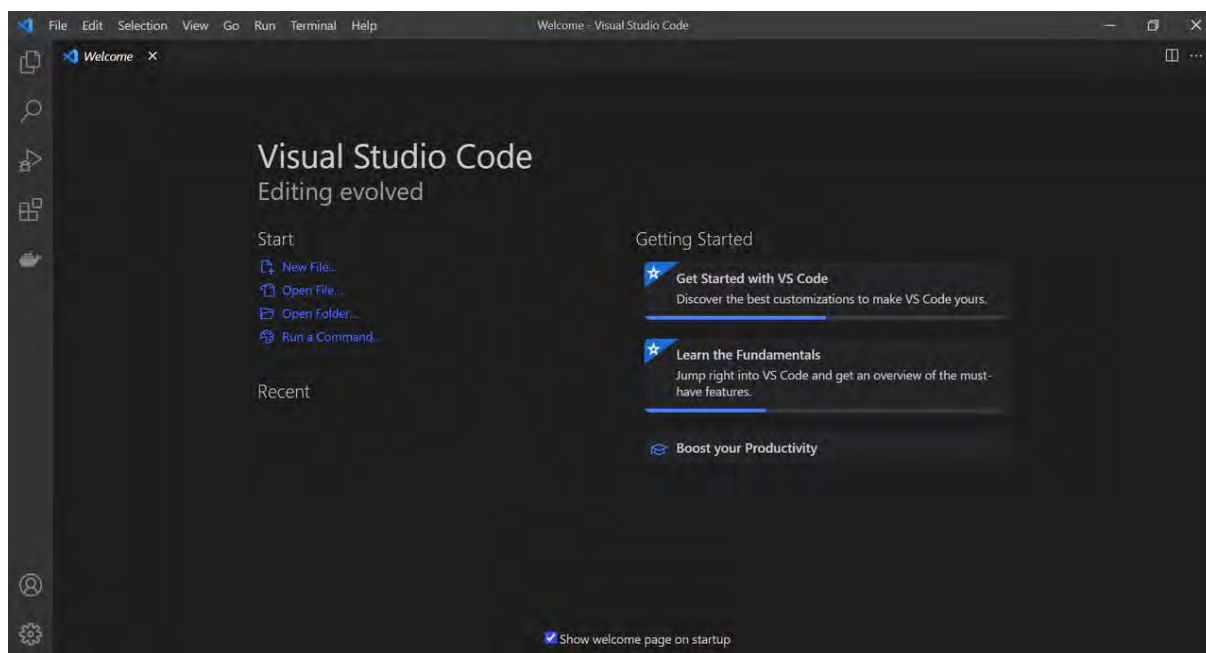 File Edit Selection View Go Run Terminal Help
Welcome - Visual Studio Code
Welcome
Visual Studio Code
Editing evolved
Start
New File...
Open File...
Open Folder...
Run a Command...
Recent
Getting Started
Get Started with VS Code
Discover the best customizations to make VS Code yours.
Learn the Fundamentals
Jump right into VS Code and get an overview of the must-
have features.
Boost your Productivity
Show welcome page on startup